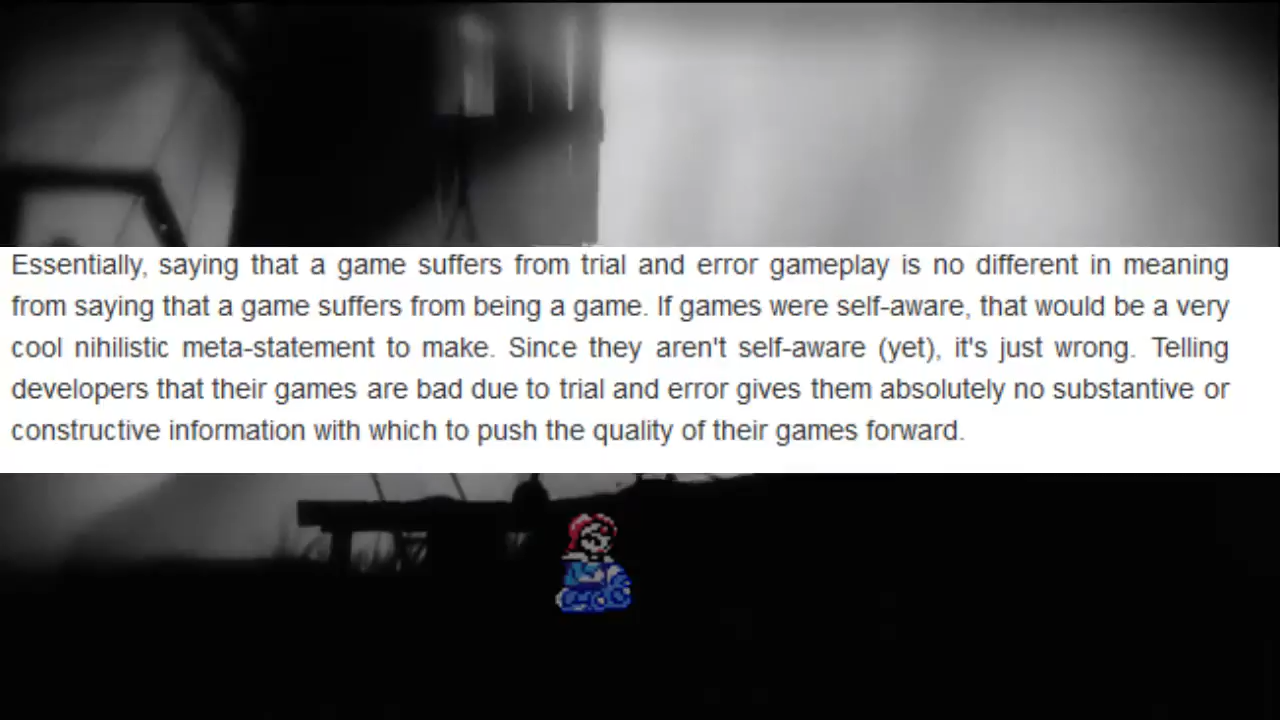 Essentially, saying that a game suffers from trial and error gameplay is no different in meaning
from saying that a game suffers from being a game. If games were self-aware, that would be a very
cool nihilistic meta-statement to make. Since they aren't self-aware (yet), it's just wrong. Telling
developers that their games are bad due to trial and error gives them absolutely no substantive or
constructive information with which to push the quality of their games forward.